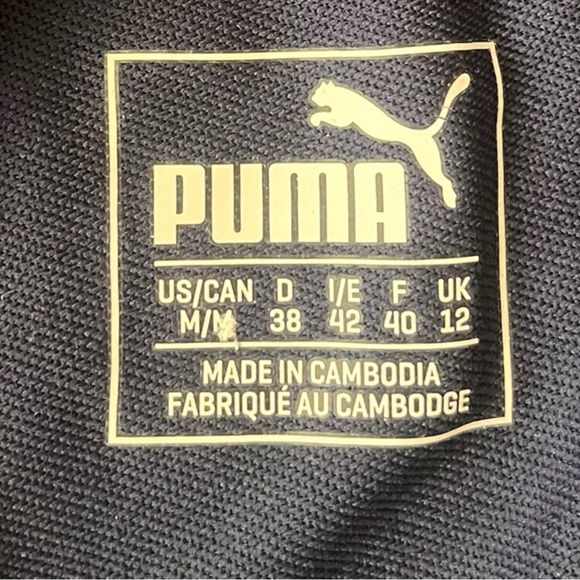 PUMA
US/CAN D I/E F UK
M/M 38 42 40 12
MADE IN CAMBODIA
FABRIQUÉ AU CAMBODGE